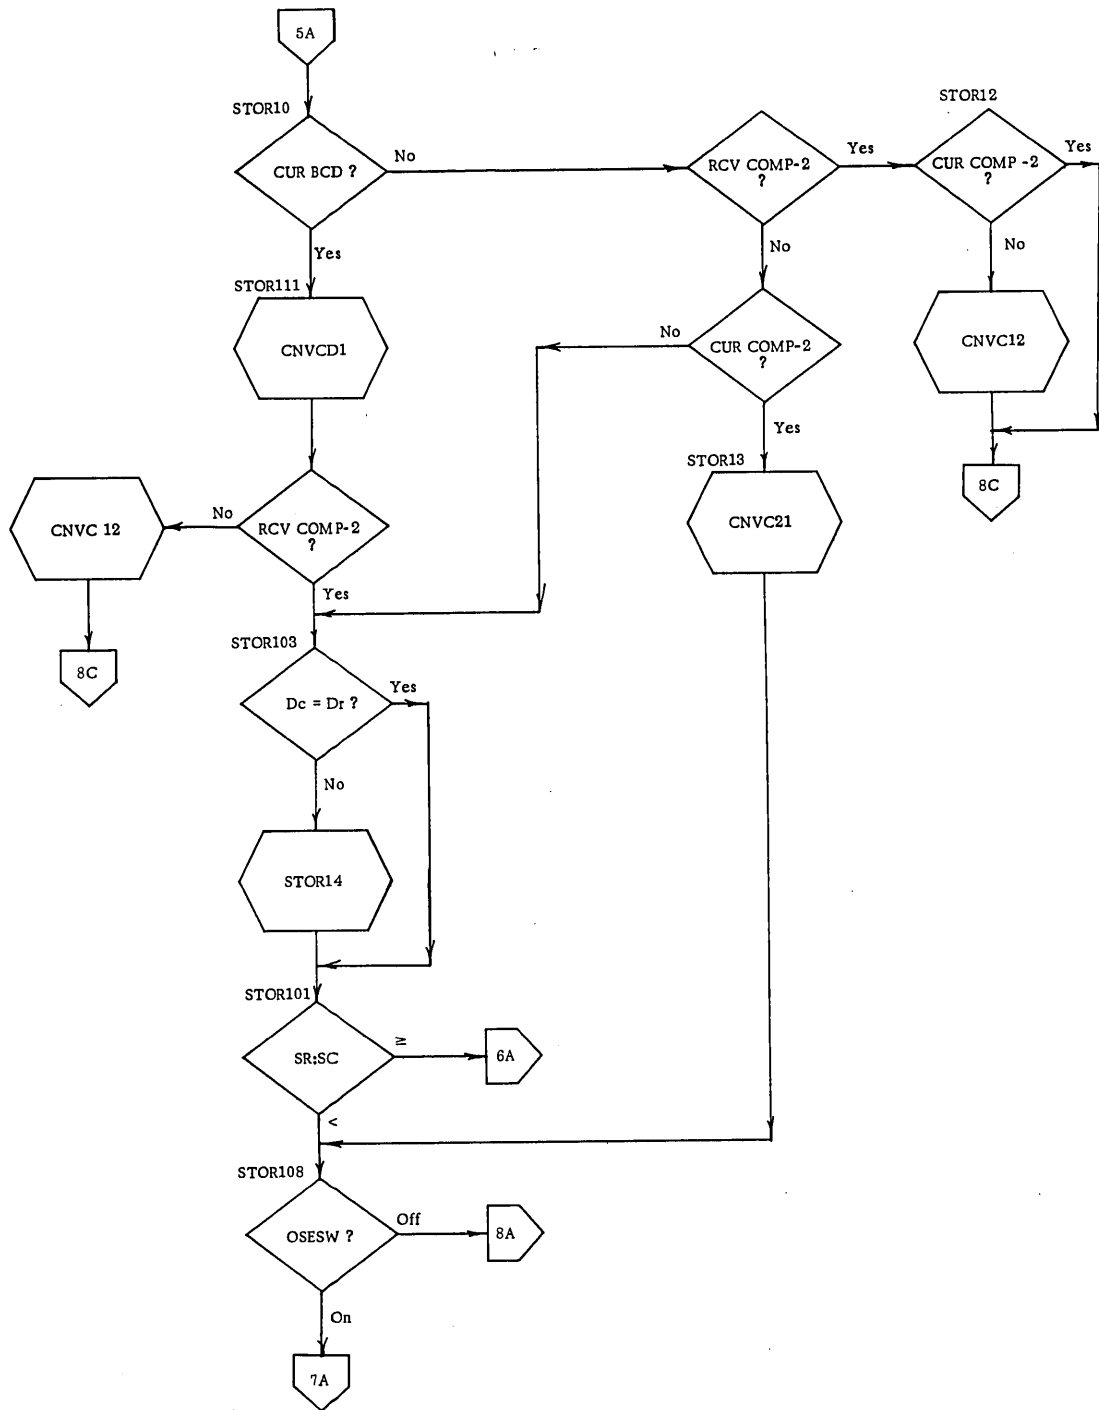 5A
STOR10
CUR BCD ?
No
Yes
RCV COMP-2
?
Yes
No
STOR12
CUR COMP -2
?
Yes
No
CNVC12
8C
STOR111
CNVCD1
CUR COMP-2
?
No
Yes
STOR13
CNVC21
RCV COMP-2
?
No
Yes
CNVC 12
8C
STOR103
Dc = Dr ?
Yes
No
STOR14
STOR101
SR:SC
≥
<
6A
STOR108
OSESW ?
Off
On
8A
7A